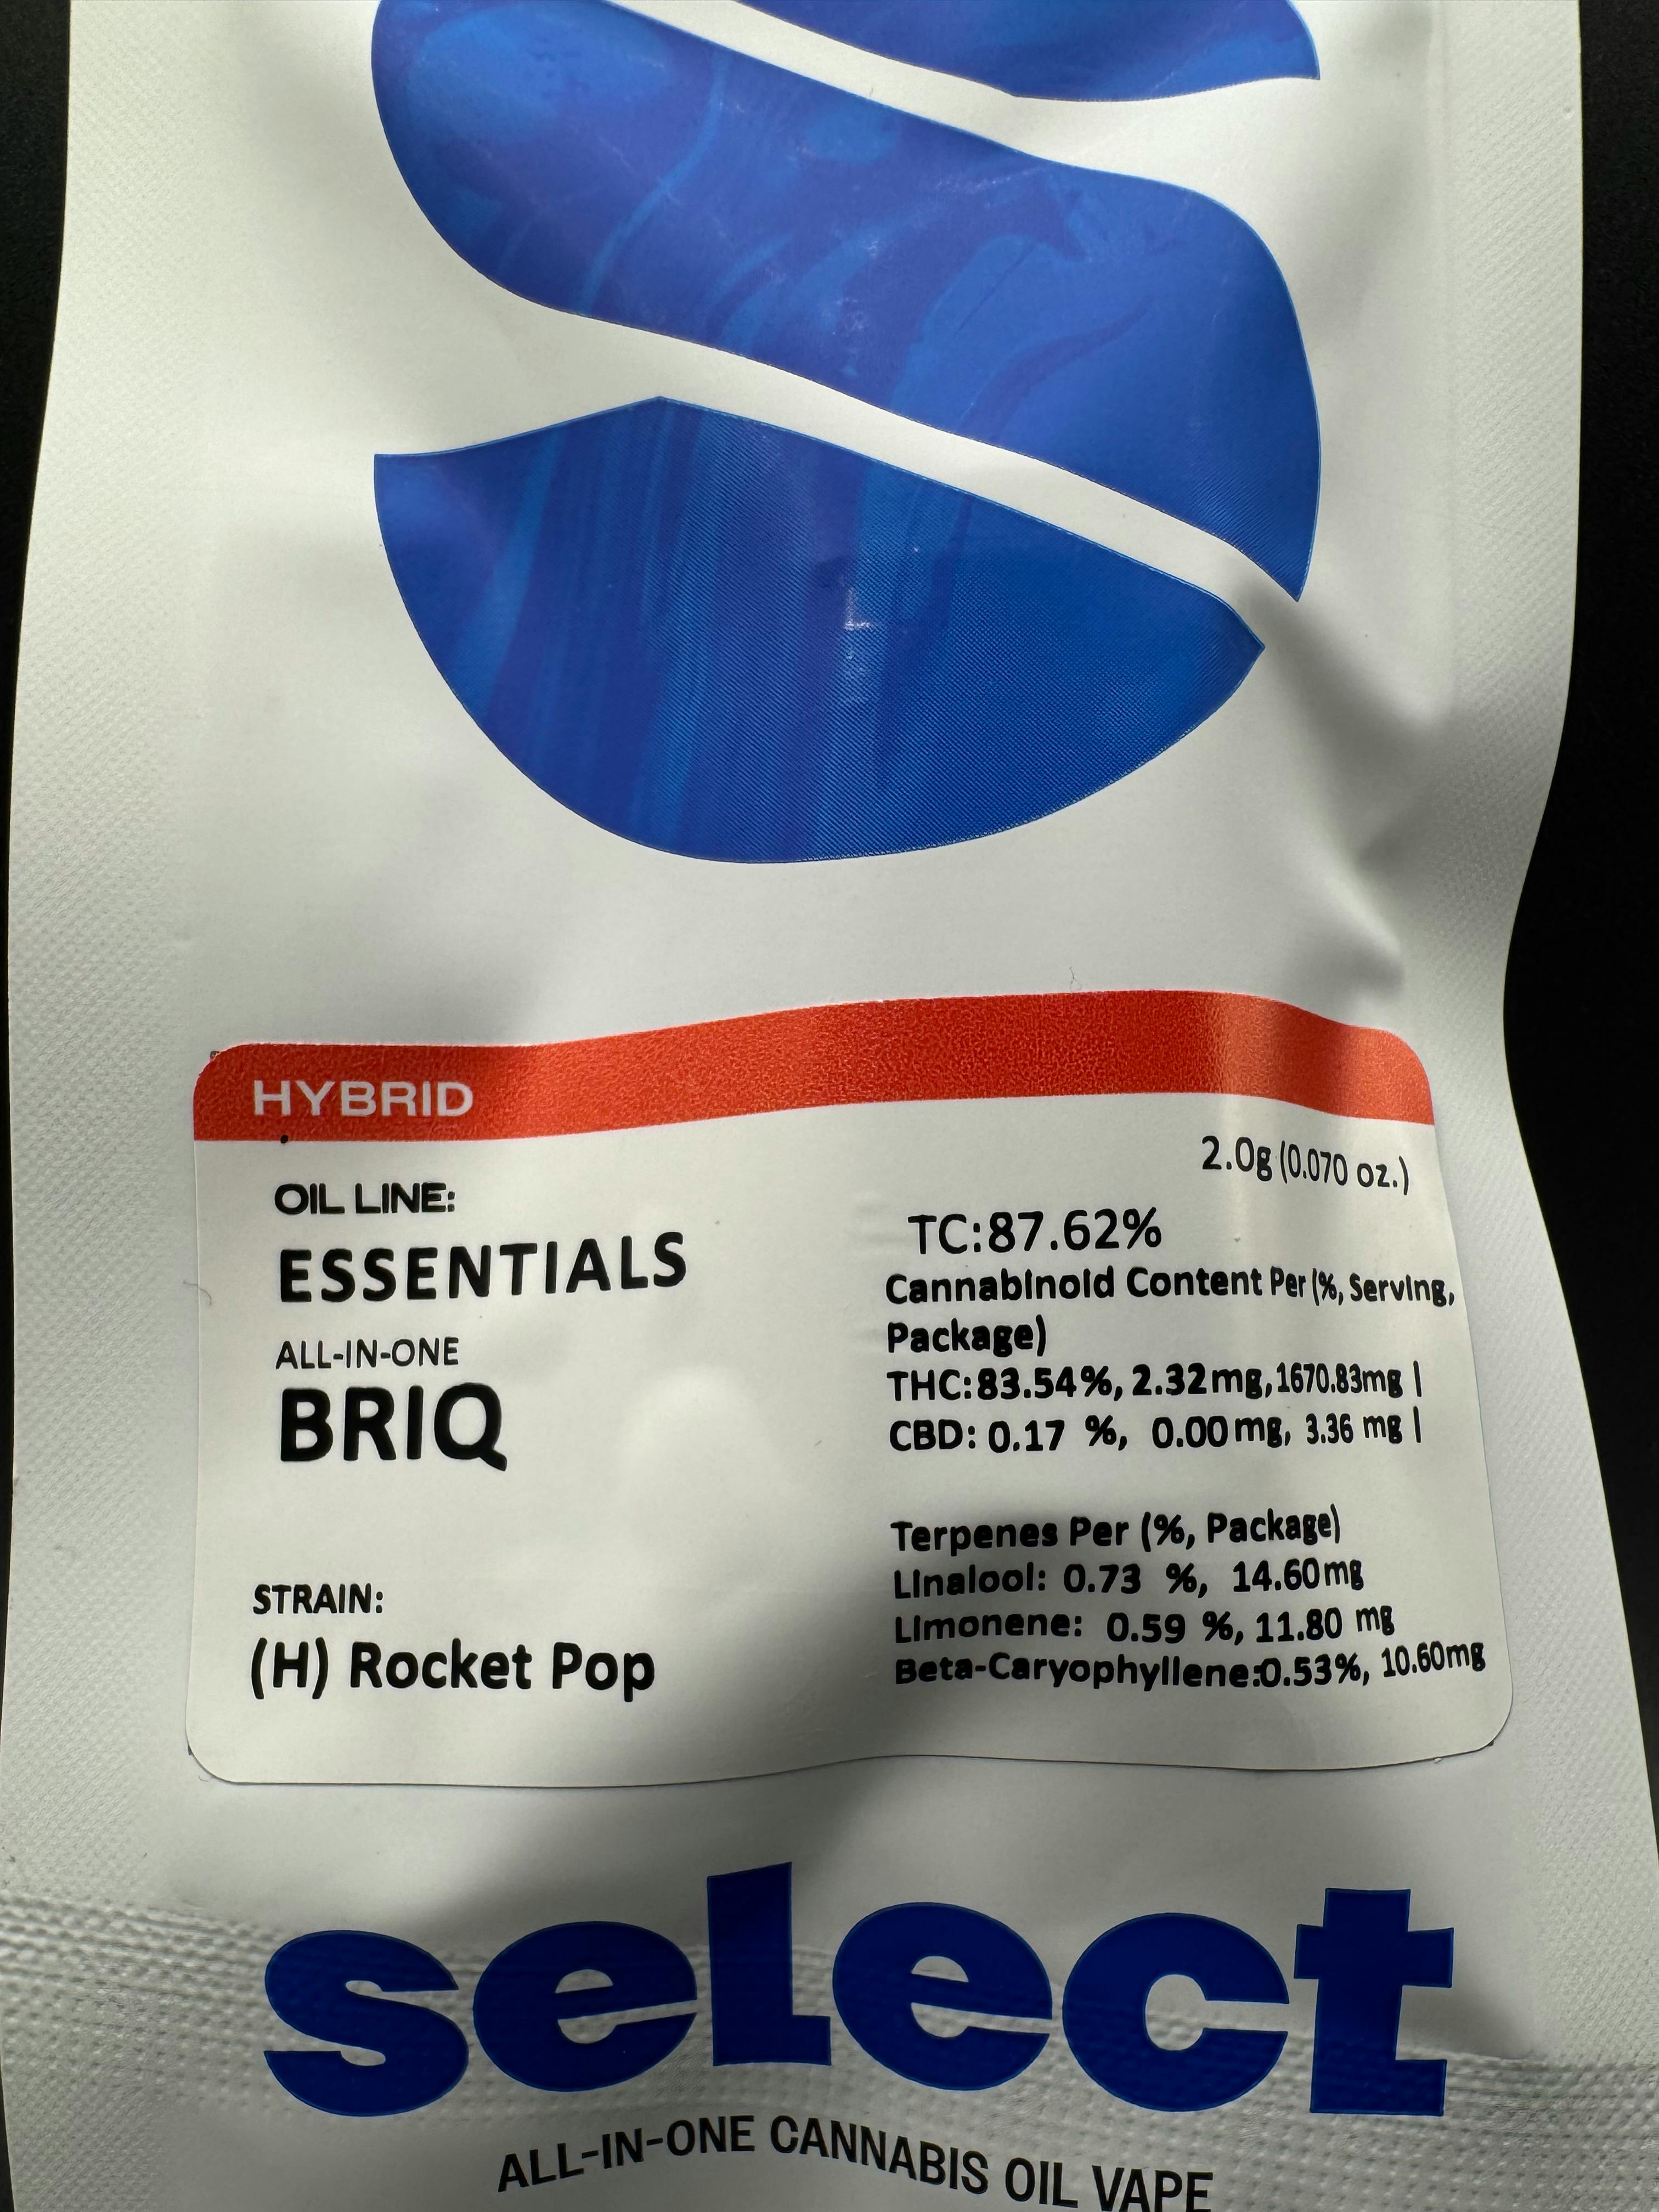 HYBRID
2.0g (0.070 oz.)
OIL LINE:
ESSENTIALS
ALL-IN-ONE
BRIQ
STRAIN:
(H) Rocket Pop
TC:87.62%
Cannabinoid Content Per (%, Serving,
Package)
THC:83.54%, 2.32mg, 1670.83mg |
CBD: 0.17 %, 0.00mg, 3.36 mg |
Terpenes Per (%, Package)
Linalool: 0.73 %, 14.60mg
Limonene: 0.59 %, 11.80 mg
Beta-Caryophyllene:0.53%, 10.60mg
select
ALL-IN-ONE CANNABIS OIL VAPE